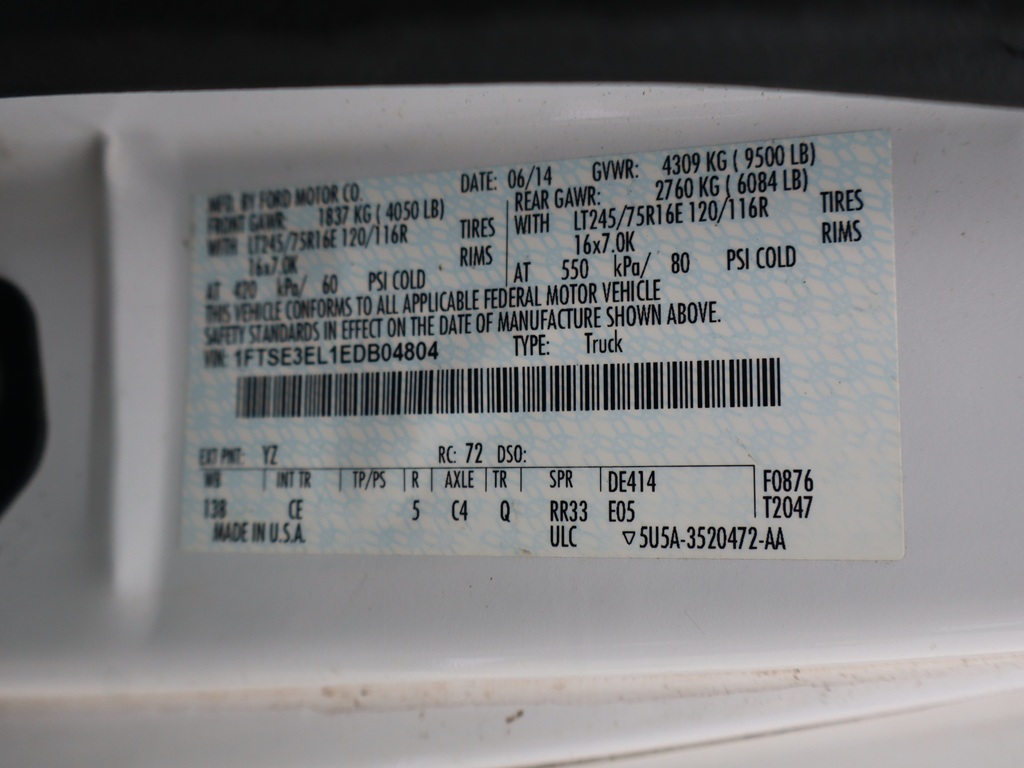 MFD. BY FORD MOTOR CO.
DATE: 06/14 GVWR: 4309 KG ( 9500 LB)
FRONT GAWR: 1837 KG ( 4050 LB)
WITH LT245/75R16E 120/116R TIRES
16x7.0K RIMS
AT 420 kPa/ 60 PSI COLD
REAR GAWR: 2760 KG ( 6084 LB)
WITH LT245/75R16E 120/116R TIRES
16x7.0K RIMS
AT 550 kPa/ 80 PSI COLD
THIS VEHICLE CONFORMS TO ALL APPLICABLE FEDERAL MOTOR VEHICLE
SAFETY STANDARDS IN EFFECT ON THE DATE OF MANUFACTURE SHOWN ABOVE.
VIN: 1FTSE3EL1EDB04804 TYPE: Truck
EXT PNT: YZ RC: 72 DSO:
WB INT TR TP/PS R AXLE TR SPR DE414 F0876
138 CE 5 C4 Q RR33 E05 T2047
MADE IN U.S.A. ULC ▽5U5A-3520472-AA